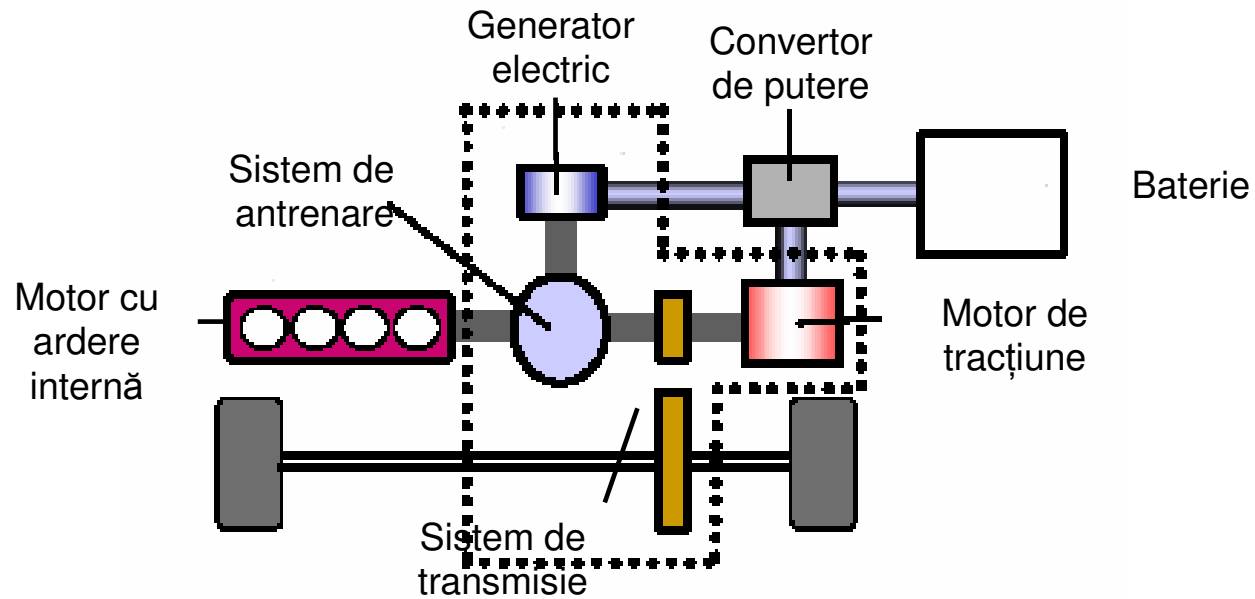 Generator
electric
Convertor
de putere
Sistem de
antrenare
Baterie
Motor cu
ardere
internă
Motor de
tracțiune
Sistem de
transmisie